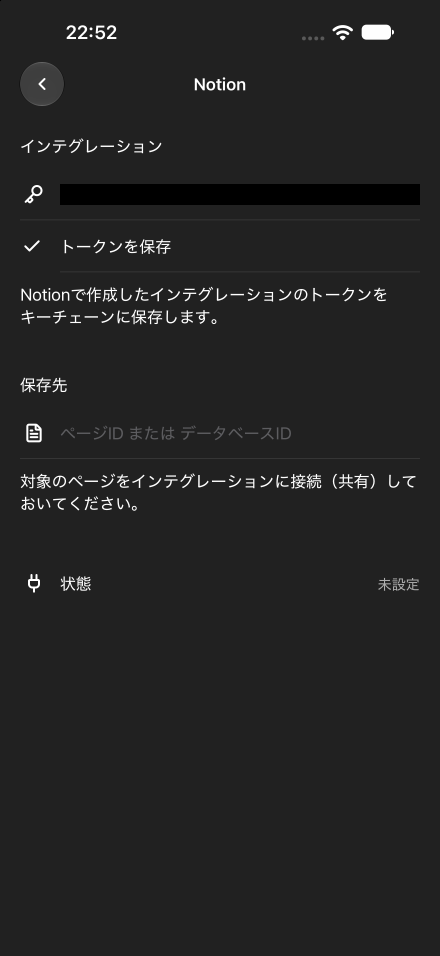 22:52
Notion
インテグレーション
トークンを保存
Notionで作成したインテグレーションのトークンを
キーチェーンに保存します。
保存先
ページID または データベースID
対象のページをインテグレーションに接続（共有）して
おいてください。
状態
未設定